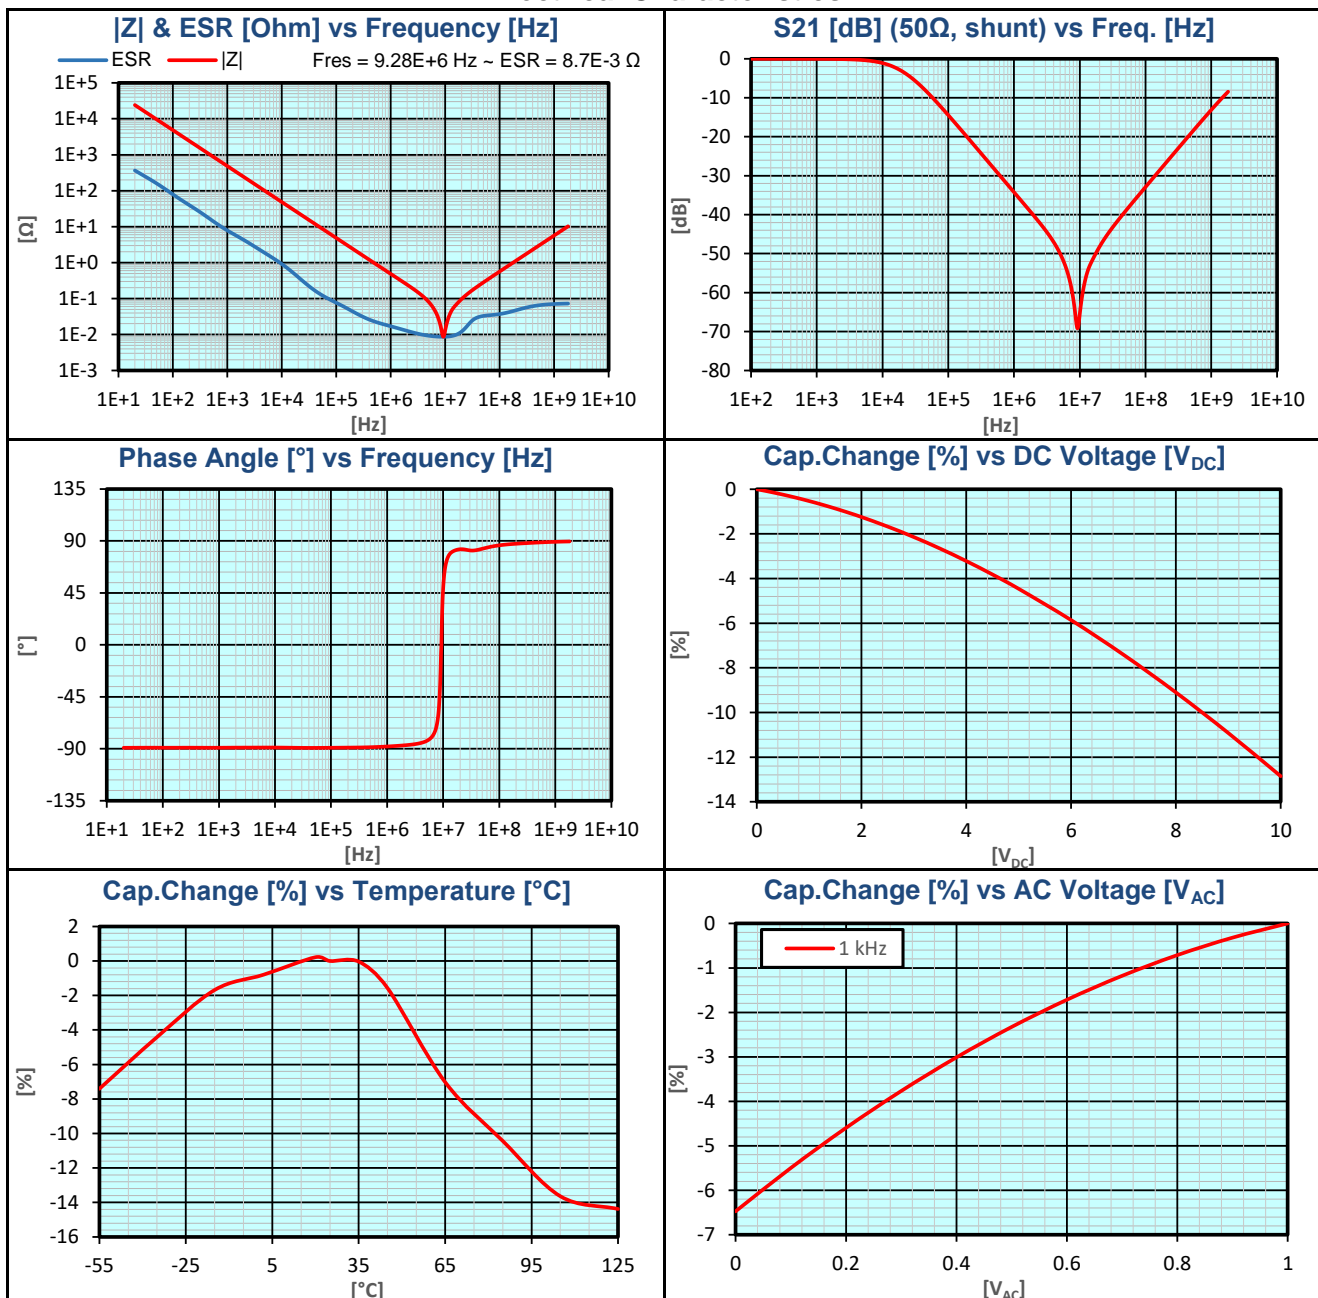 |Z| & ESR [Ohm] vs Frequency [Hz]
ESR |Z| Fres = 9.28E+6 Hz ~ ESR = 8.7E-3 Ω
1E+5
1E+4
1E+3
1E+2
1E+1
1E+0
1E-1
1E-2
1E-3
[Ω]
1E+1 1E+2 1E+3 1E+4 1E+5 1E+6 1E+7 1E+8 1E+9 1E+10
[Hz]
S21 [dB] (50Ω, shunt) vs Freq. [Hz]
0
-10
-20
-30
-40
-50
-60
-70
-80
[dB]
1E+2 1E+3 1E+4 1E+5 1E+6 1E+7 1E+8 1E+9 1E+10
[Hz]
Phase Angle [°] vs Frequency [Hz]
135
90
45
0
-45
-90
-135
[°]
1E+1 1E+2 1E+3 1E+4 1E+5 1E+6 1E+7 1E+8 1E+9 1E+10
[Hz]
Cap.Change [%] vs DC Voltage [VDC]
0
-2
-4
-6
-8
-10
-12
-14
[%]
0 2 4 6 8 10
[VDC]
Cap.Change [%] vs Temperature [°C]
2
0
-2
-4
-6
-8
-10
-12
-14
-16
[%]
-55 -25 5 35 65 95 125
[°C]
Cap.Change [%] vs AC Voltage [VAC]
1 kHz
0
-1
-2
-3
-4
-5
-6
-7
[%]
0 0.2 0.4 0.6 0.8 1
[VAC]